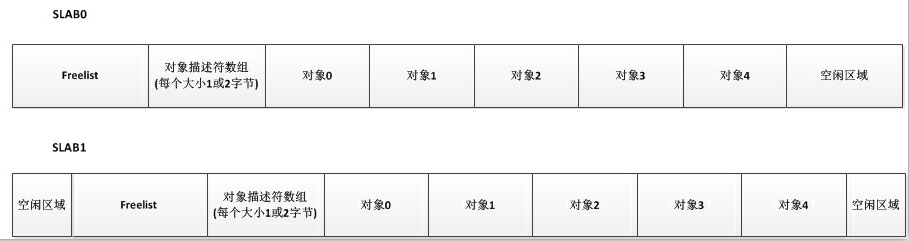 SLAB0
Freelist
对象描述符数组
(每个大小1或2字节)
对象0
对象1
对象2
对象3
对象4
空闲区域
SLAB1
空闲区域
Freelist
对象描述符数组
(每个大小1或2字节)
对象0
对象1
对象2
对象3
对象4
空闲区域